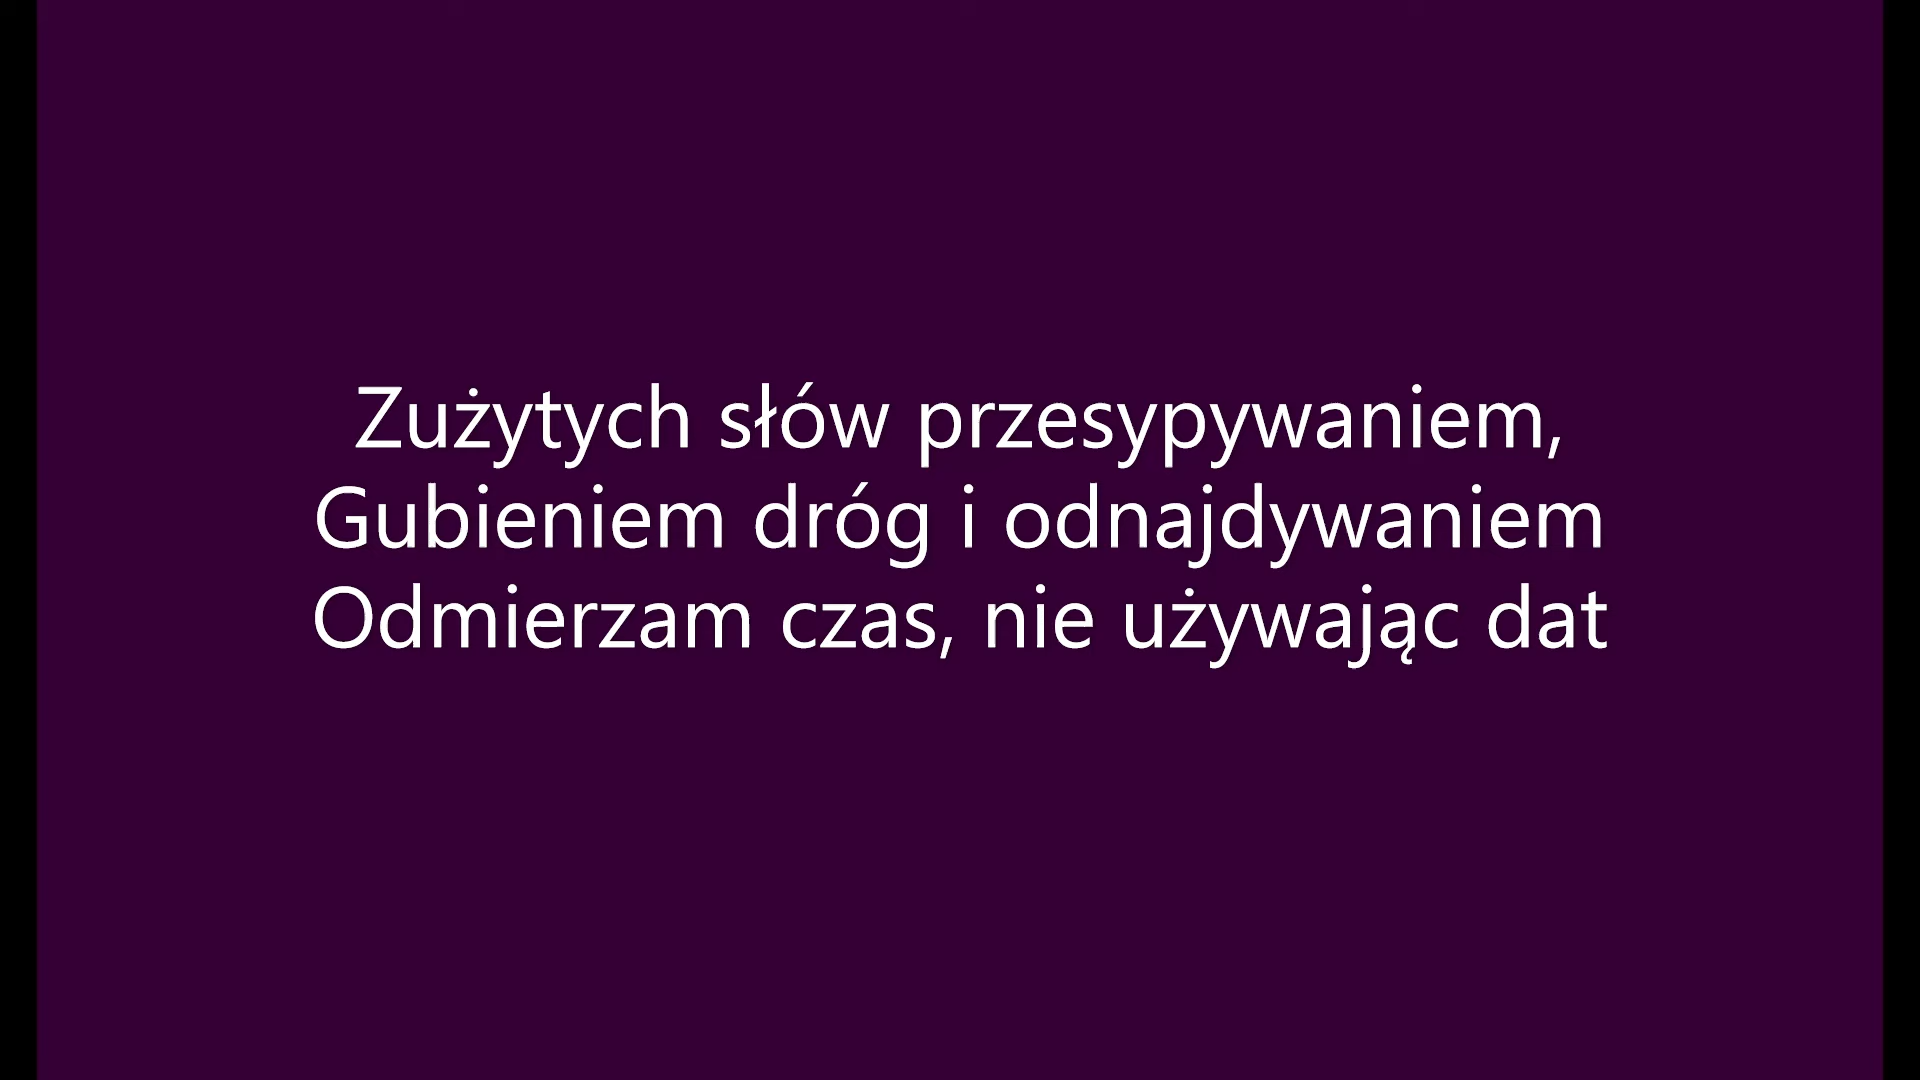 Zużytych słów przesypywaniem,
Gubieniem dróg i odnajdywaniem
Odmierzam czas, nie używając dat